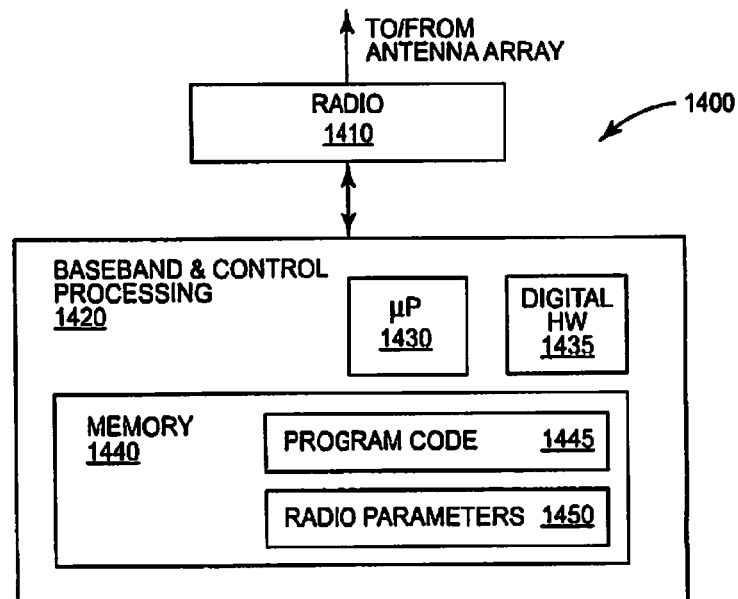 TO/FROM
ANTENNA ARRAY
RADIO
1410
1400
BASEBAND & CONTROL
PROCESSING
1420
µP
1430
DIGITAL
HW
1435
MEMORY
1440
PROGRAM CODE 1445
RADIO PARAMETERS 1450